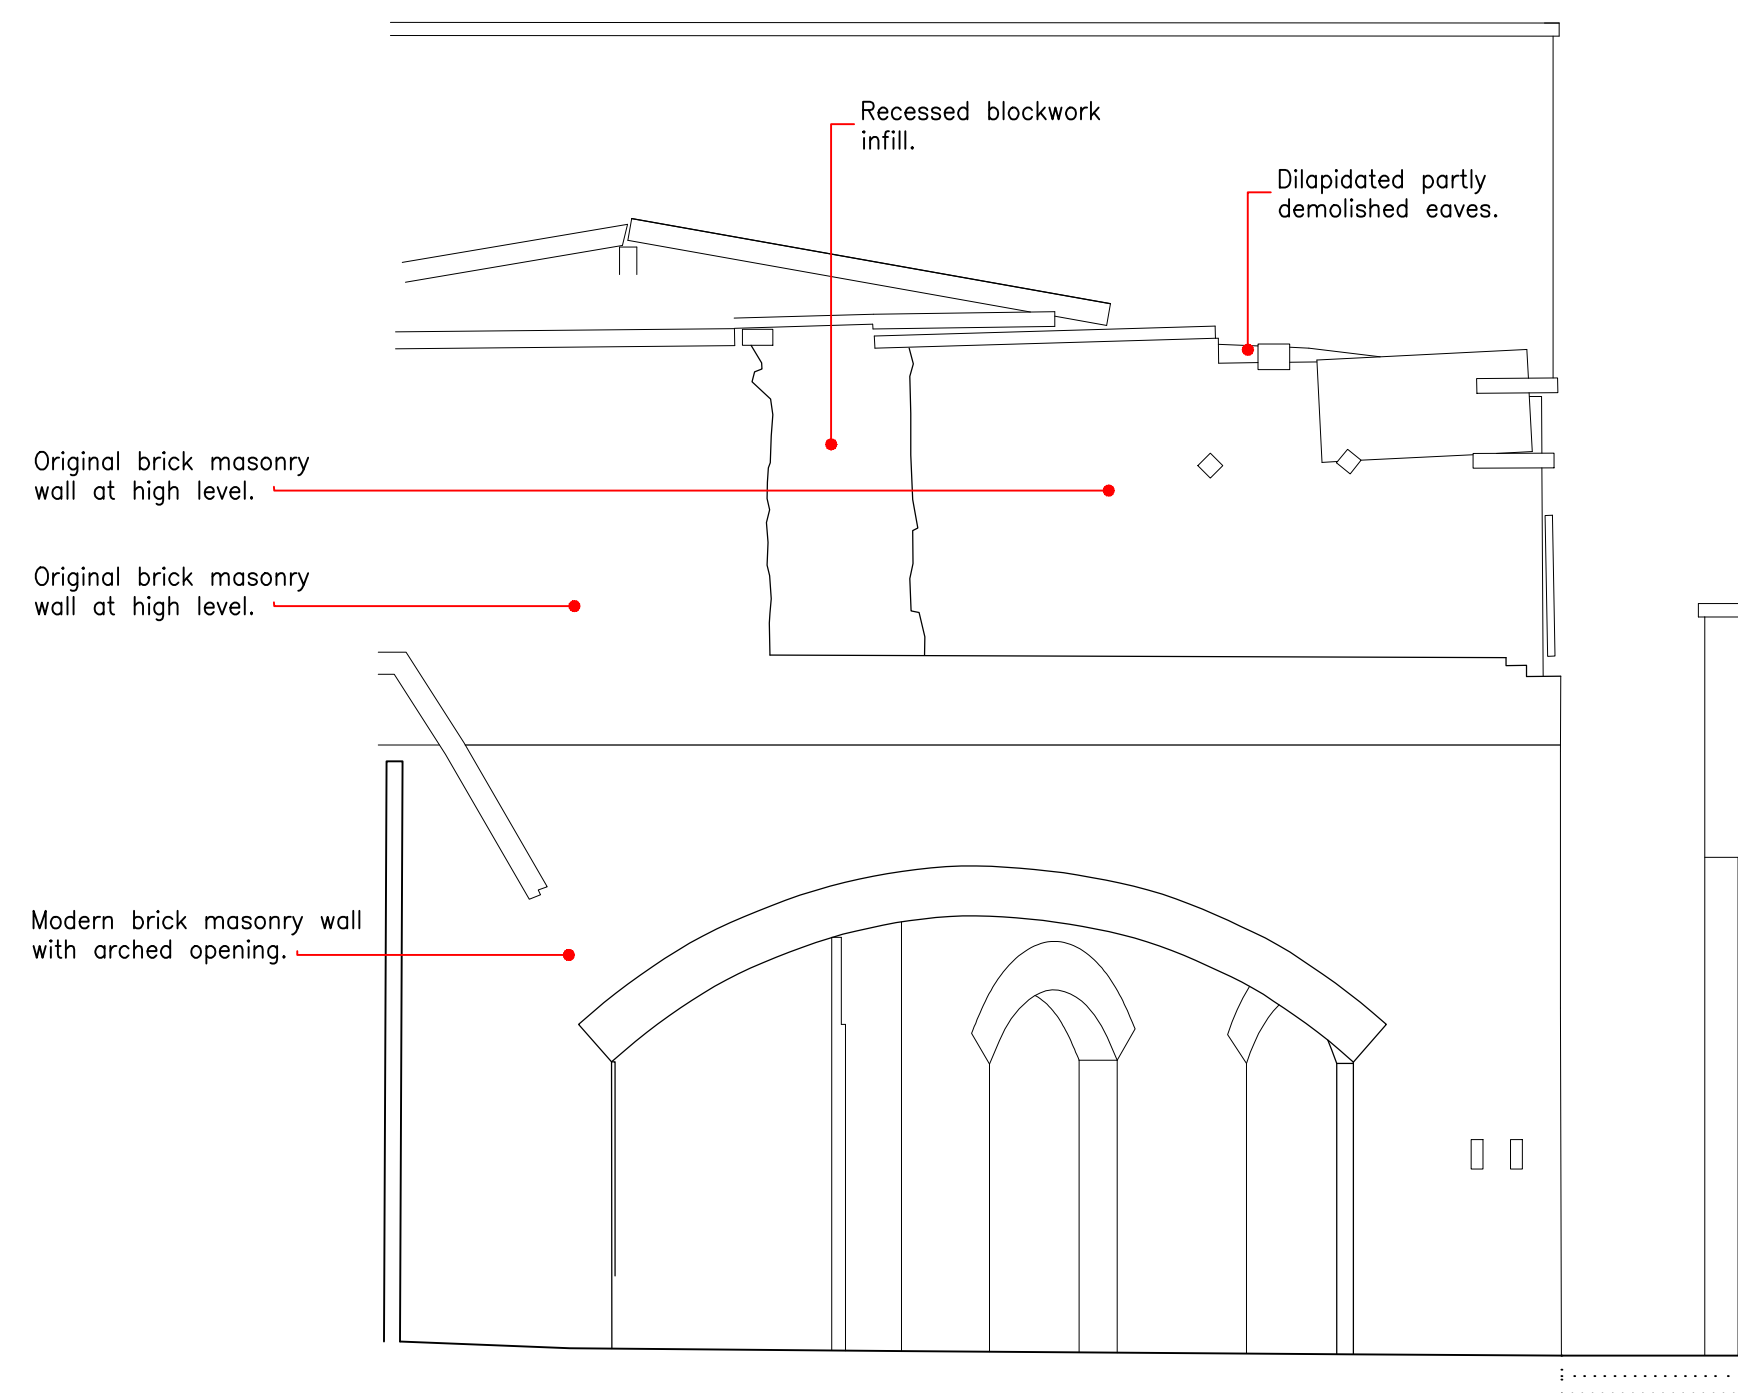 Recessed blockwork
infill.
Dilapidated partly
demolished eaves.
Original brick masonry
wall at high level.
Original brick masonry
wall at high level.
Modern brick masonry wall
with arched opening.